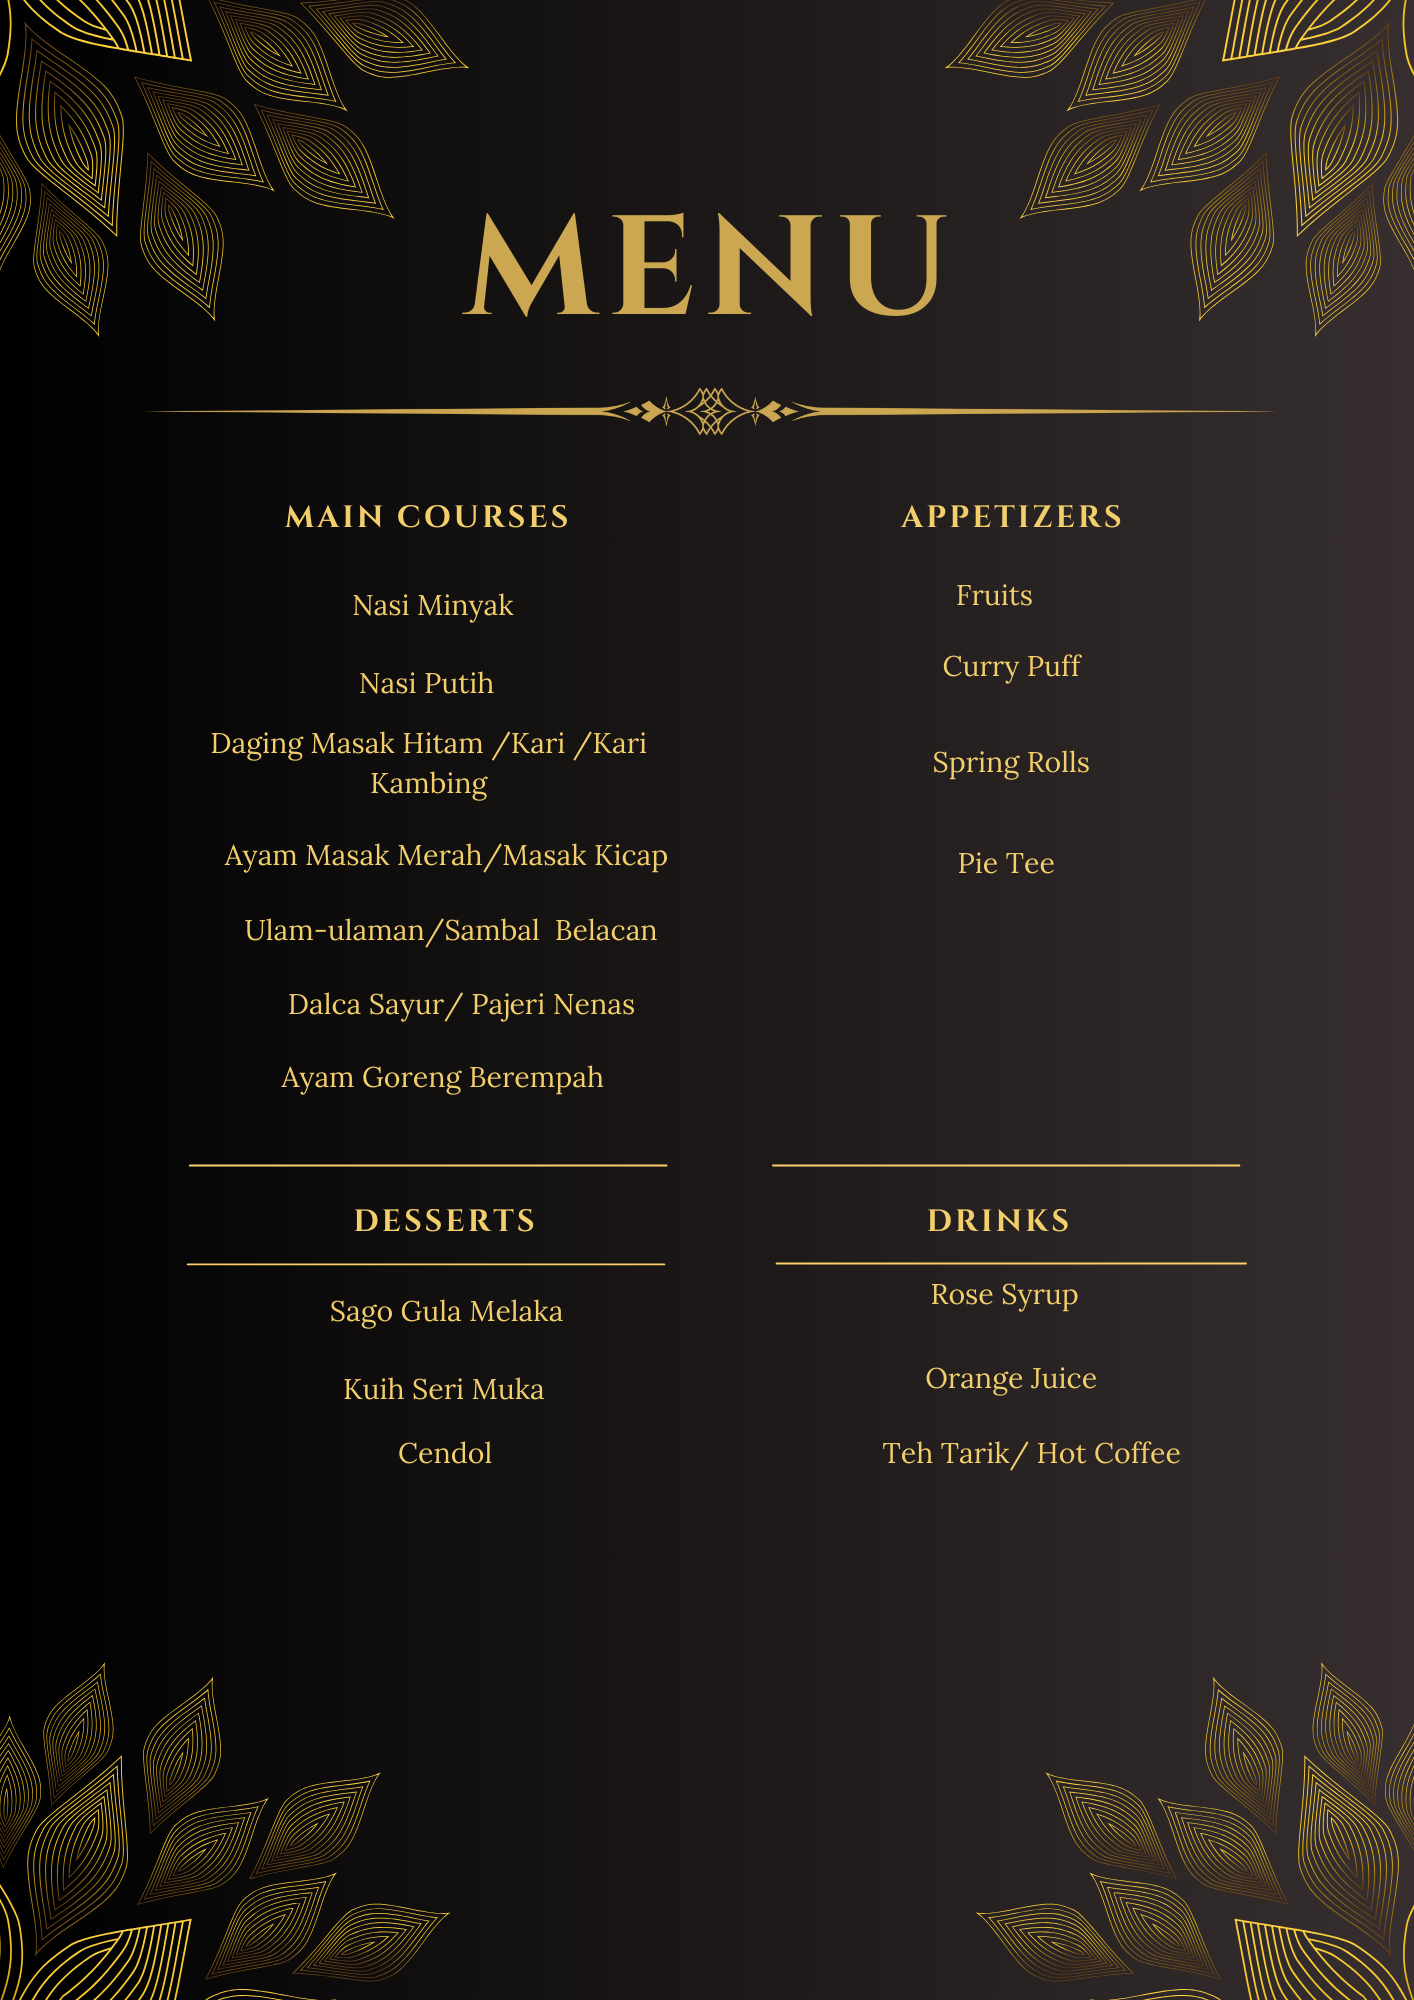 MENU
MAIN COURSES
Nasi Minyak
Nasi Putih
Daging Masak Hitam /Kari /Kari
Kambing
Ayam Masak Merah/Masak Kicap
Ulam-ulaman/Sambal  Belacan
Dalca Sayur/ Pajeri Nenas
Ayam Goreng Berempah
APPETIZERS
Fruits
Curry Puff
Spring Rolls
Pie Tee
DESSERTS
Sago Gula Melaka
Kuih Seri Muka
Cendol
DRINKS
Rose Syrup
Orange Juice
Teh Tarik/ Hot Coffee